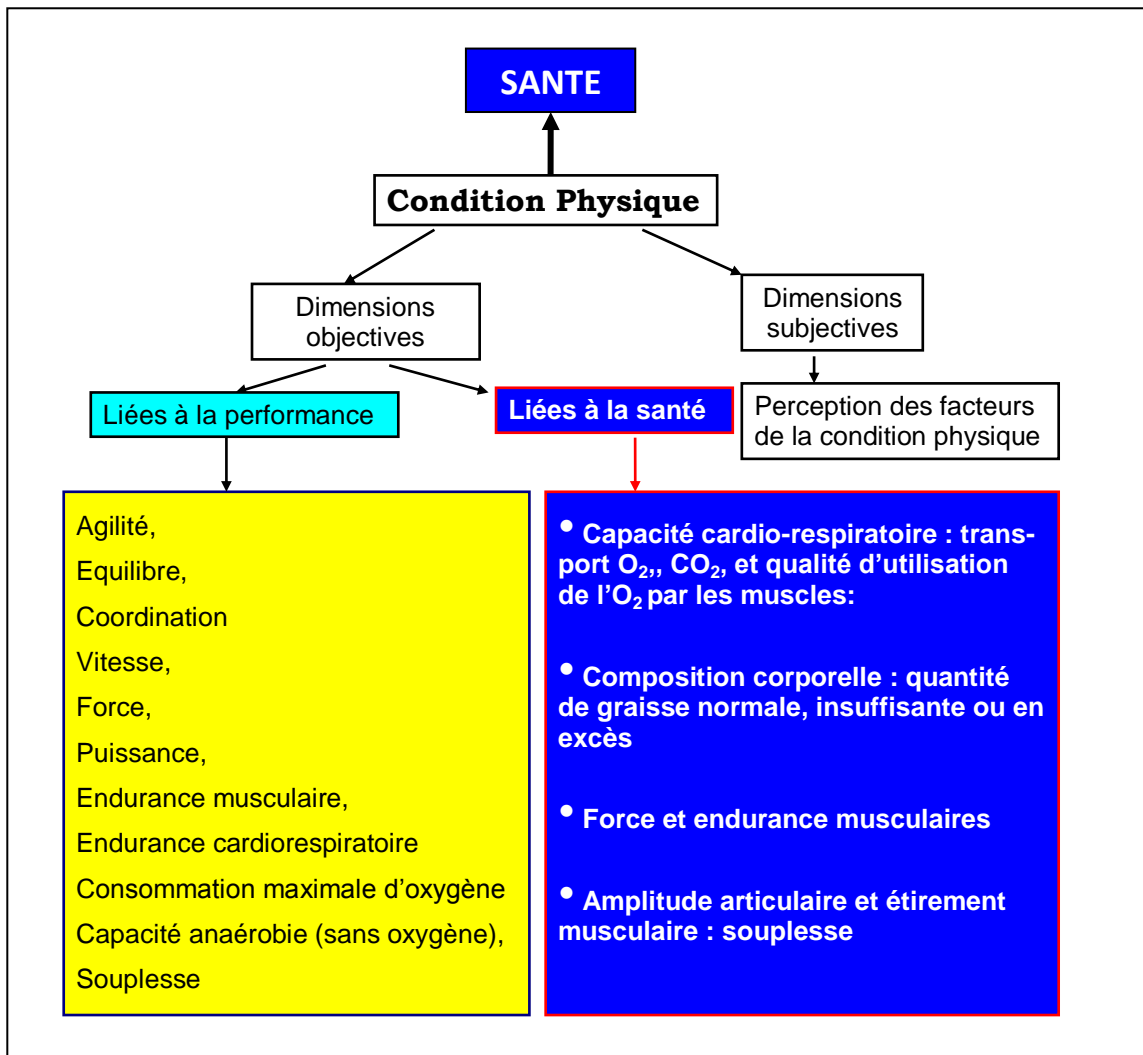 SANTE
Condition Physique
Dimensions
objectives
Dimensions
subjectives
Liées à la performance
Liées à la santé
Perception des facteurs
de la condition physique
Agilité,
Equilibre,
Coordination
Vitesse,
Force,
Puissance,
Endurance musculaire,
Endurance cardiorespiratoire
Consommation maximale d’oxygène
Capacité anaérobie (sans oxygène),
Souplesse
• Capacité cardio-respiratoire : trans-
port O₂,, CO₂, et qualité d’utilisation
de l’O₂ par les muscles:
• Composition corporelle : quantité
de graisse normale, insuffisante ou en
excès
• Force et endurance musculaires
• Amplitude articulaire et étirement
musculaire : souplesse